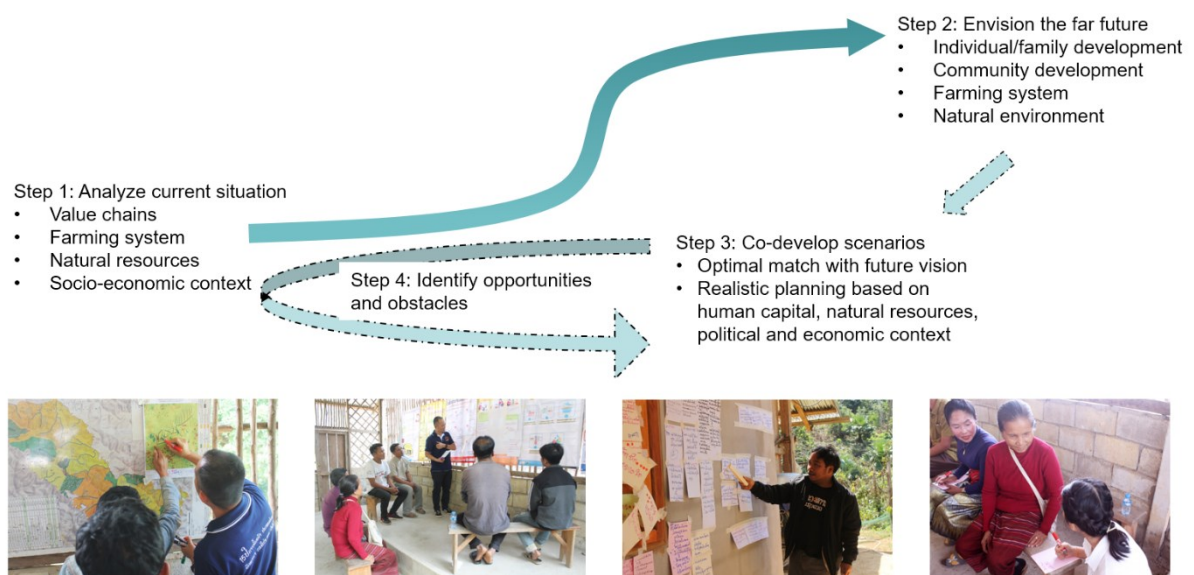 Step 1: Analyze current situation
• Value chains
• Farming system
• Natural resources
• Socio-economic context
Step 2: Envision the far future
• Individual/family development
• Community development
• Farming system
• Natural environment
Step 3: Co-develop scenarios
• Optimal match with future vision
• Realistic planning based on
human capital, natural resources,
political and economic context
Step 4: Identify opportunities
and obstacles